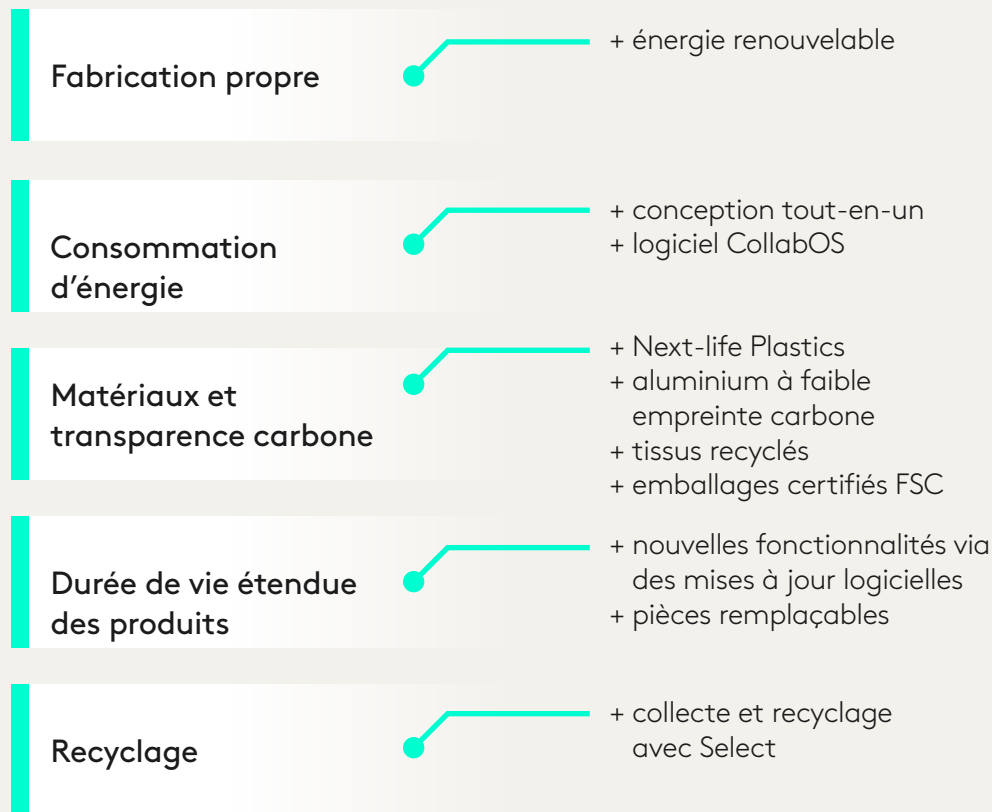 Fabrication propre
+ énergie renouvelable
Consommation
d’énergie
+ conception tout-en-un
+ logiciel CollabOS
Matériaux et
transparence carbone
+ Next-life Plastics
+ aluminium à faible
empreinte carbone
+ tissus recyclés
+ emballages certifiés FSC
Durée de vie étendue
des produits
+ nouvelles fonctionnalités via
des mises à jour logicielles
+ pièces remplaçables
Recyclage
+ collecte et recyclage
avec Select